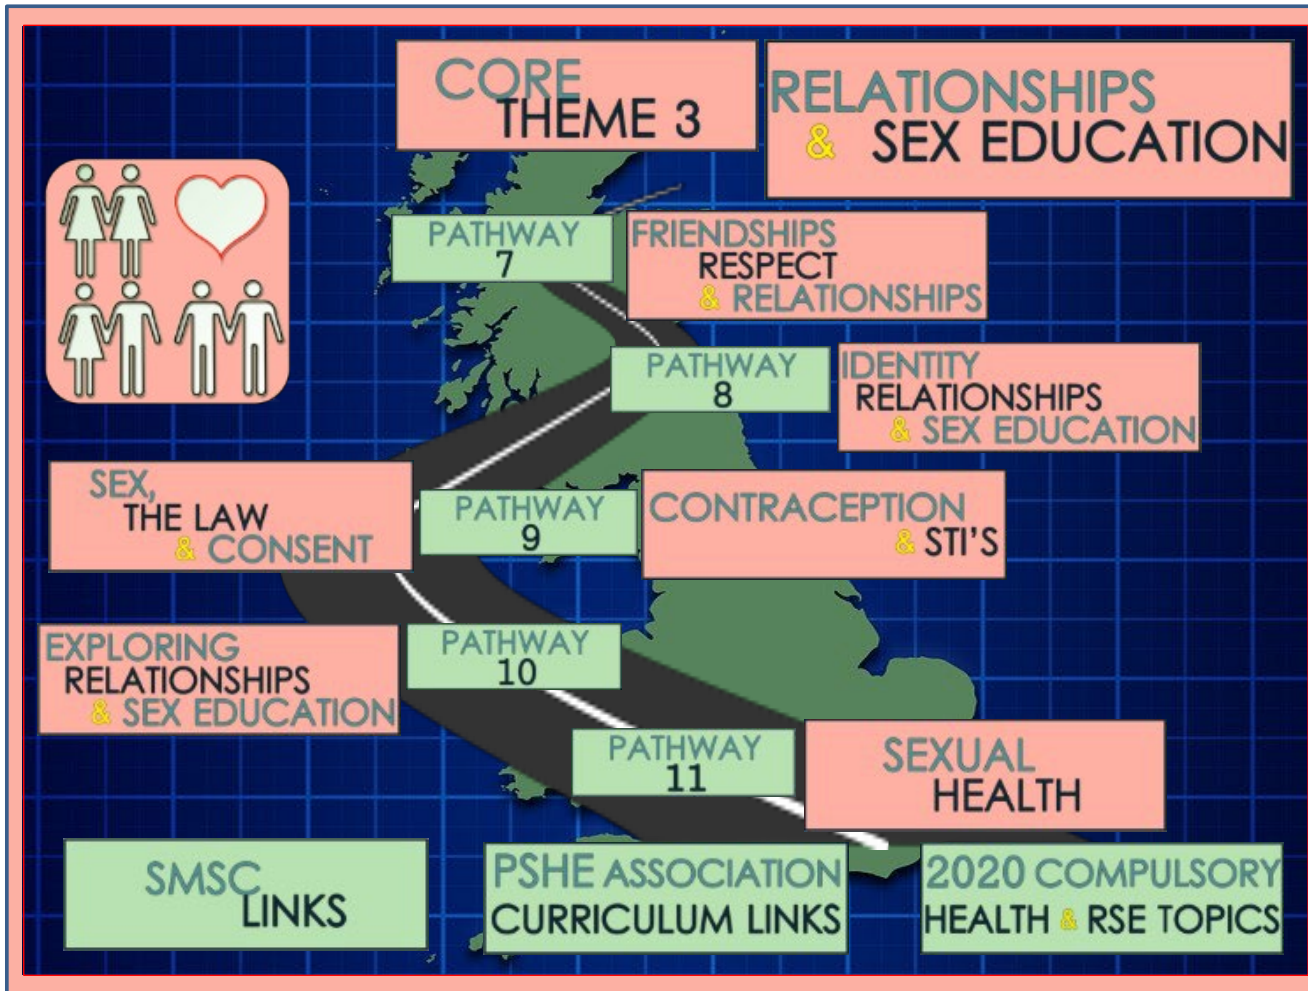 CORE
THEME 3
RELATIONSHIPS
& SEX EDUCATION
PATHWAY
7
FRIENDSHIPS
RESPECT
& RELATIONSHIPS
PATHWAY
8
IDENTITY
RELATIONSHIPS
& SEX EDUCATION
SEX,
THE LAW
& CONSENT
PATHWAY
9
CONTRACEPTION
& STI'S
EXPLORING
RELATIONSHIPS
& SEX EDUCATION
PATHWAY
10
PATHWAY
11
SEXUAL
HEALTH
SMSC
LINKS
PSHE ASSOCIATION
CURRICULUM LINKS
2020 COMPULSORY
HEALTH & RSE TOPICS